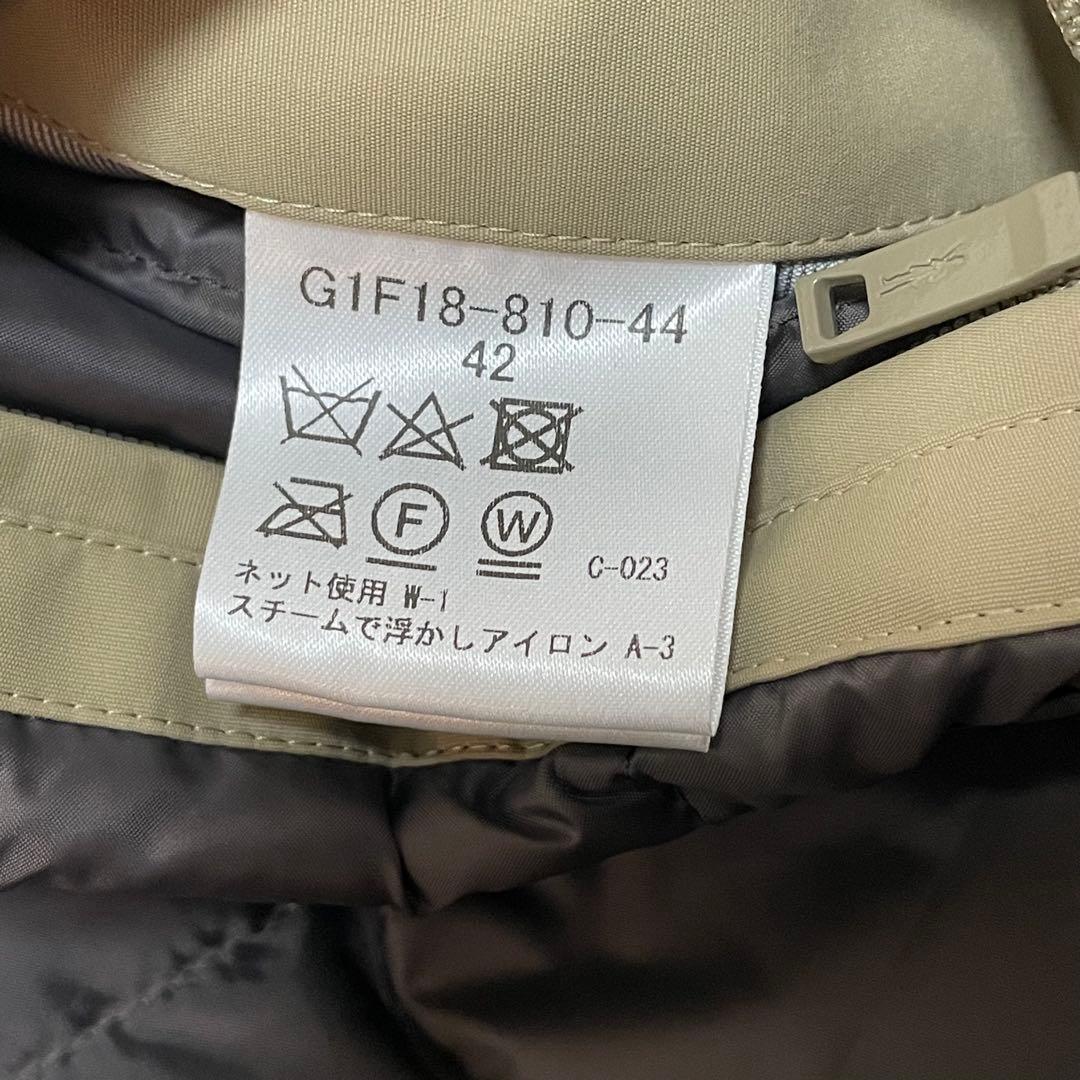 G1F18-810-44
42
F W
C-023
ネット使用 W-1
スチームで浮かしアイロン A-3